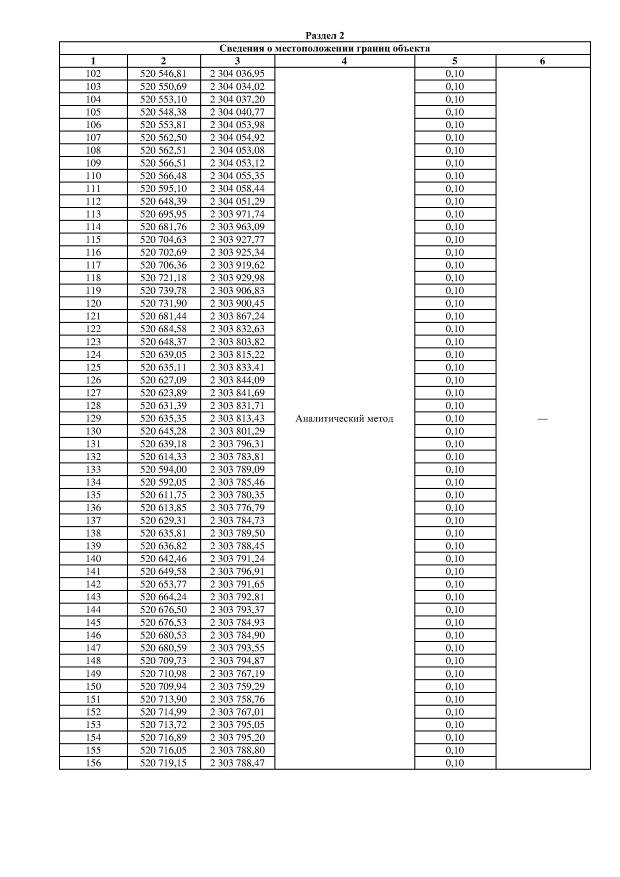 Раздел 2
Сведения о местоположении границ объекта
1 2 3 4 5 6
102 520 546,81 2 304 036,95 0,10
103 520 550,69 2 304 034,02 0,10
104 520 553,10 2 304 037,20 0,10
105 520 548,38 2 304 040,77 0,10
106 520 553,81 2 304 053,98 0,10
107 520 562,50 2 304 054,92 0,10
108 520 562,51 2 304 053,08 0,10
109 520 566,51 2 304 053,12 0,10
110 520 566,48 2 304 055,35 0,10
111 520 595,10 2 304 058,44 0,10
112 520 648,39 2 304 051,29 0,10
113 520 695,95 2 303 971,74 0,10
114 520 681,76 2 303 963,09 0,10
115 520 704,63 2 303 927,77 0,10
116 520 702,69 2 303 925,34 0,10
117 520 706,36 2 303 919,62 0,10
118 520 721,18 2 303 929,98 0,10
119 520 739,78 2 303 906,83 0,10
120 520 731,90 2 303 900,45 0,10
121 520 681,44 2 303 867,24 0,10
122 520 684,58 2 303 832,63 0,10
123 520 648,37 2 303 803,82 0,10
124 520 639,05 2 303 815,22 0,10
125 520 635,11 2 303 833,41 0,10
126 520 627,09 2 303 844,09 0,10
127 520 623,89 2 303 841,69 0,10
128 520 631,39 2 303 831,71 0,10
129 520 635,35 2 303 813,43 Аналитический метод 0,10 —
130 520 645,28 2 303 801,29 0,10
131 520 639,18 2 303 796,31 0,10
132 520 614,33 2 303 783,81 0,10
133 520 594,00 2 303 789,09 0,10
134 520 592,05 2 303 785,46 0,10
135 520 611,75 2 303 780,35 0,10
136 520 613,85 2 303 776,79 0,10
137 520 629,31 2 303 784,73 0,10
138 520 635,81 2 303 789,50 0,10
139 520 636,82 2 303 788,45 0,10
140 520 642,46 2 303 791,24 0,10
141 520 649,58 2 303 796,91 0,10
142 520 653,77 2 303 791,65 0,10
143 520 664,24 2 303 792,81 0,10
144 520 676,50 2 303 793,37 0,10
145 520 676,53 2 303 784,93 0,10
146 520 680,53 2 303 784,90 0,10
147 520 680,59 2 303 793,55 0,10
148 520 709,73 2 303 794,87 0,10
149 520 710,98 2 303 767,19 0,10
150 520 709,94 2 303 759,29 0,10
151 520 713,90 2 303 758,76 0,10
152 520 714,99 2 303 767,01 0,10
153 520 713,72 2 303 795,05 0,10
154 520 716,89 2 303 795,20 0,10
155 520 716,05 2 303 788,80 0,10
156 520 719,15 2 303 788,47 0,10